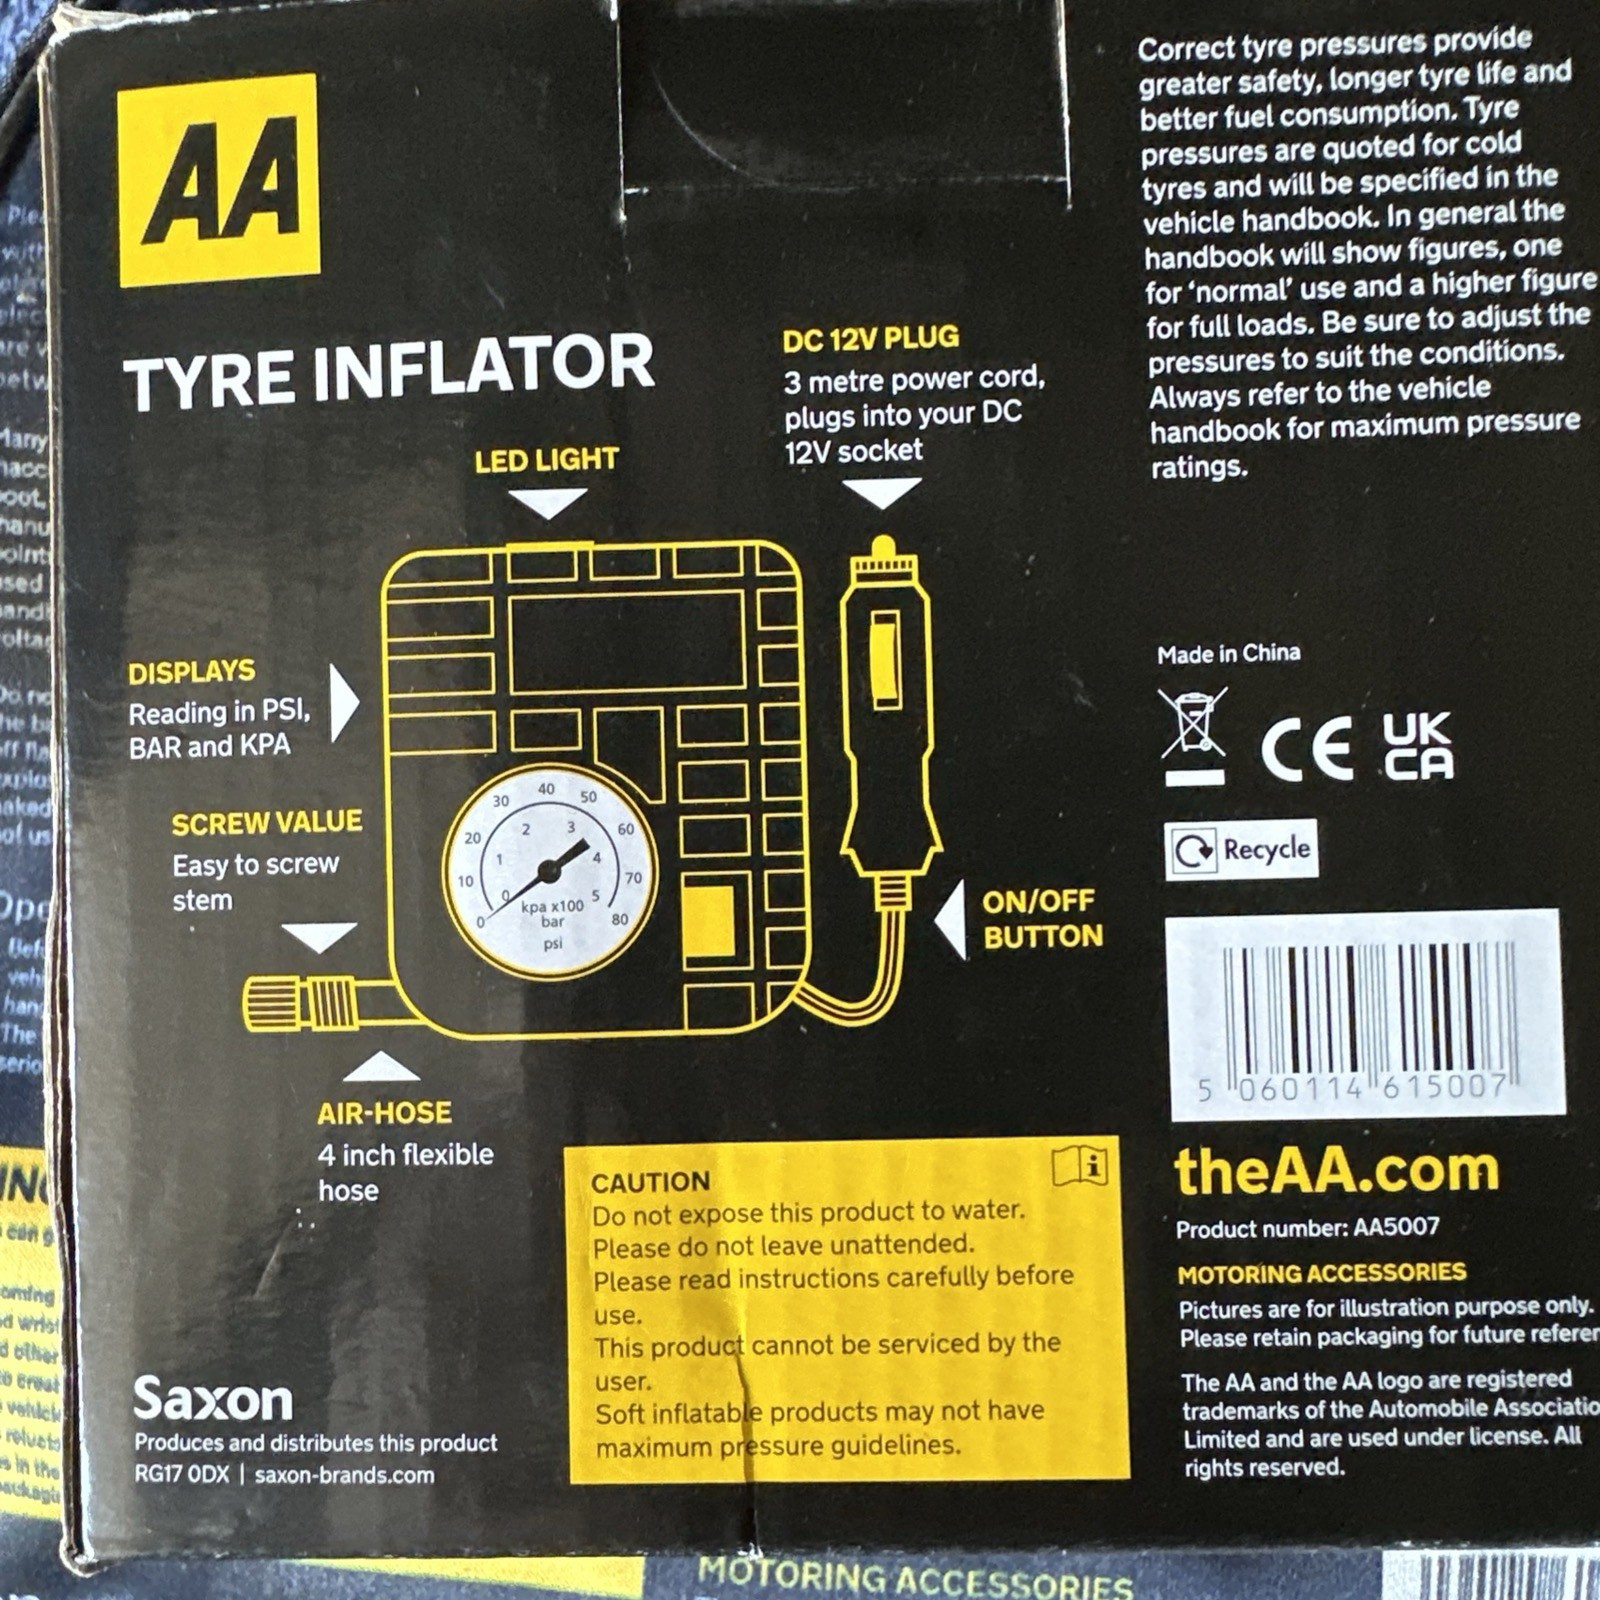 AA
TYRE INFLATOR
LED LIGHT
DC 12V PLUG
3 metre power cord,
plugs into your DC
12V socket
DISPLAYS
Reading in PSI,
BAR and KPA
SCREW VALUE
Easy to screw
stem
0
10
20
30
40
50
60
70
80
0
1
2
3
4
5
kpa x100
bar
psi
ON/OFF
BUTTON
AIR-HOSE
4 inch flexible
hose
CAUTION
Do not expose this product to water.
Please do not leave unattended.
Please read instructions carefully before
use.
This product cannot be serviced by the
user.
Soft inflatable products may not have
maximum pressure guidelines.
Saxon
Produces and distributes this product
RG17 0DX | saxon-brands.com
Correct tyre pressures provide
greater safety, longer tyre life and
better fuel consumption. Tyre
pressures are quoted for cold
tyres and will be specified in the
vehicle handbook. In general the
handbook will show figures, one
for ‘normal’ use and a higher figure
for full loads. Be sure to adjust the
pressures to suit the conditions.
Always refer to the vehicle
handbook for maximum pressure
ratings.
Made in China
CE UK
CA
Recycle
5 060114 615007
theAA.com
Product number: AA5007
MOTORING ACCESSORIES
Pictures are for illustration purpose only.
Please retain packaging for future
The AA and the AA logo are registered
trademarks of the Automobile
Limited and are used under license. All
rights reserved.
MOTORING ACCESSORIES